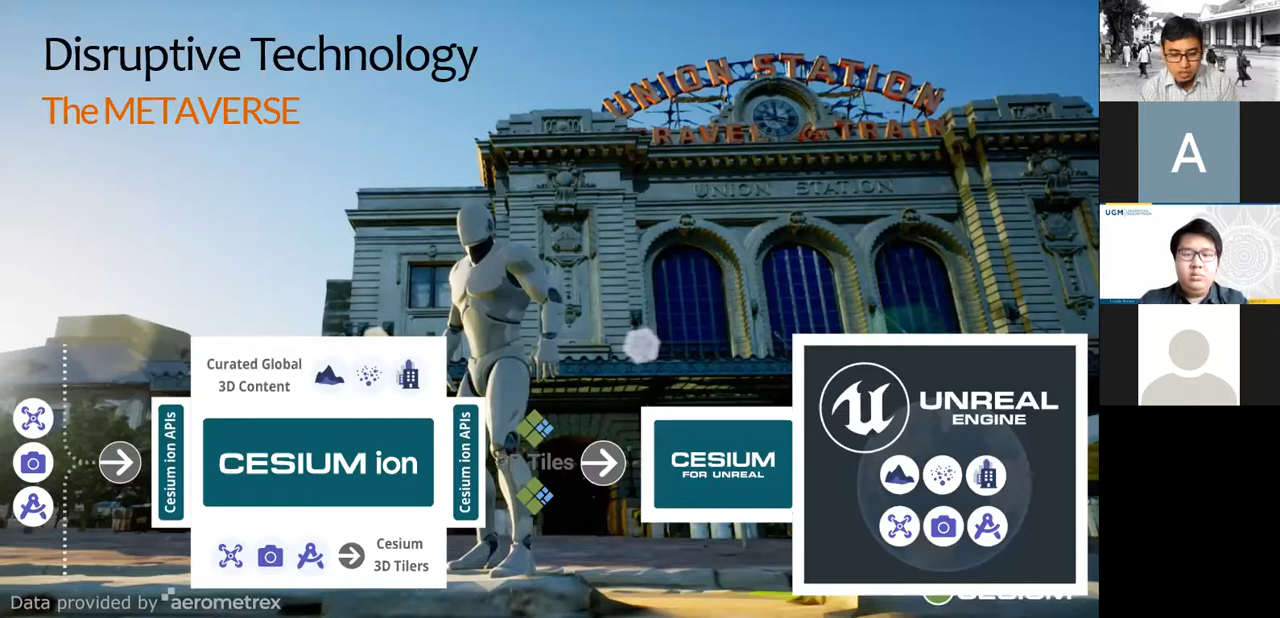 Disruptive Technology
The METAVERSE
UNION STATION
TRAVEL by TRAIN
UNION STATION
Curated Global
3D Content
Cesium ion APIs
CESIUM ion
Cesium ion APIs
Cesium
3D Tilers
Tiles
CESIUM
FOR UNREAL
UNREAL
ENGINE
Data provided by aerometrex
CESIUM
A
UGM